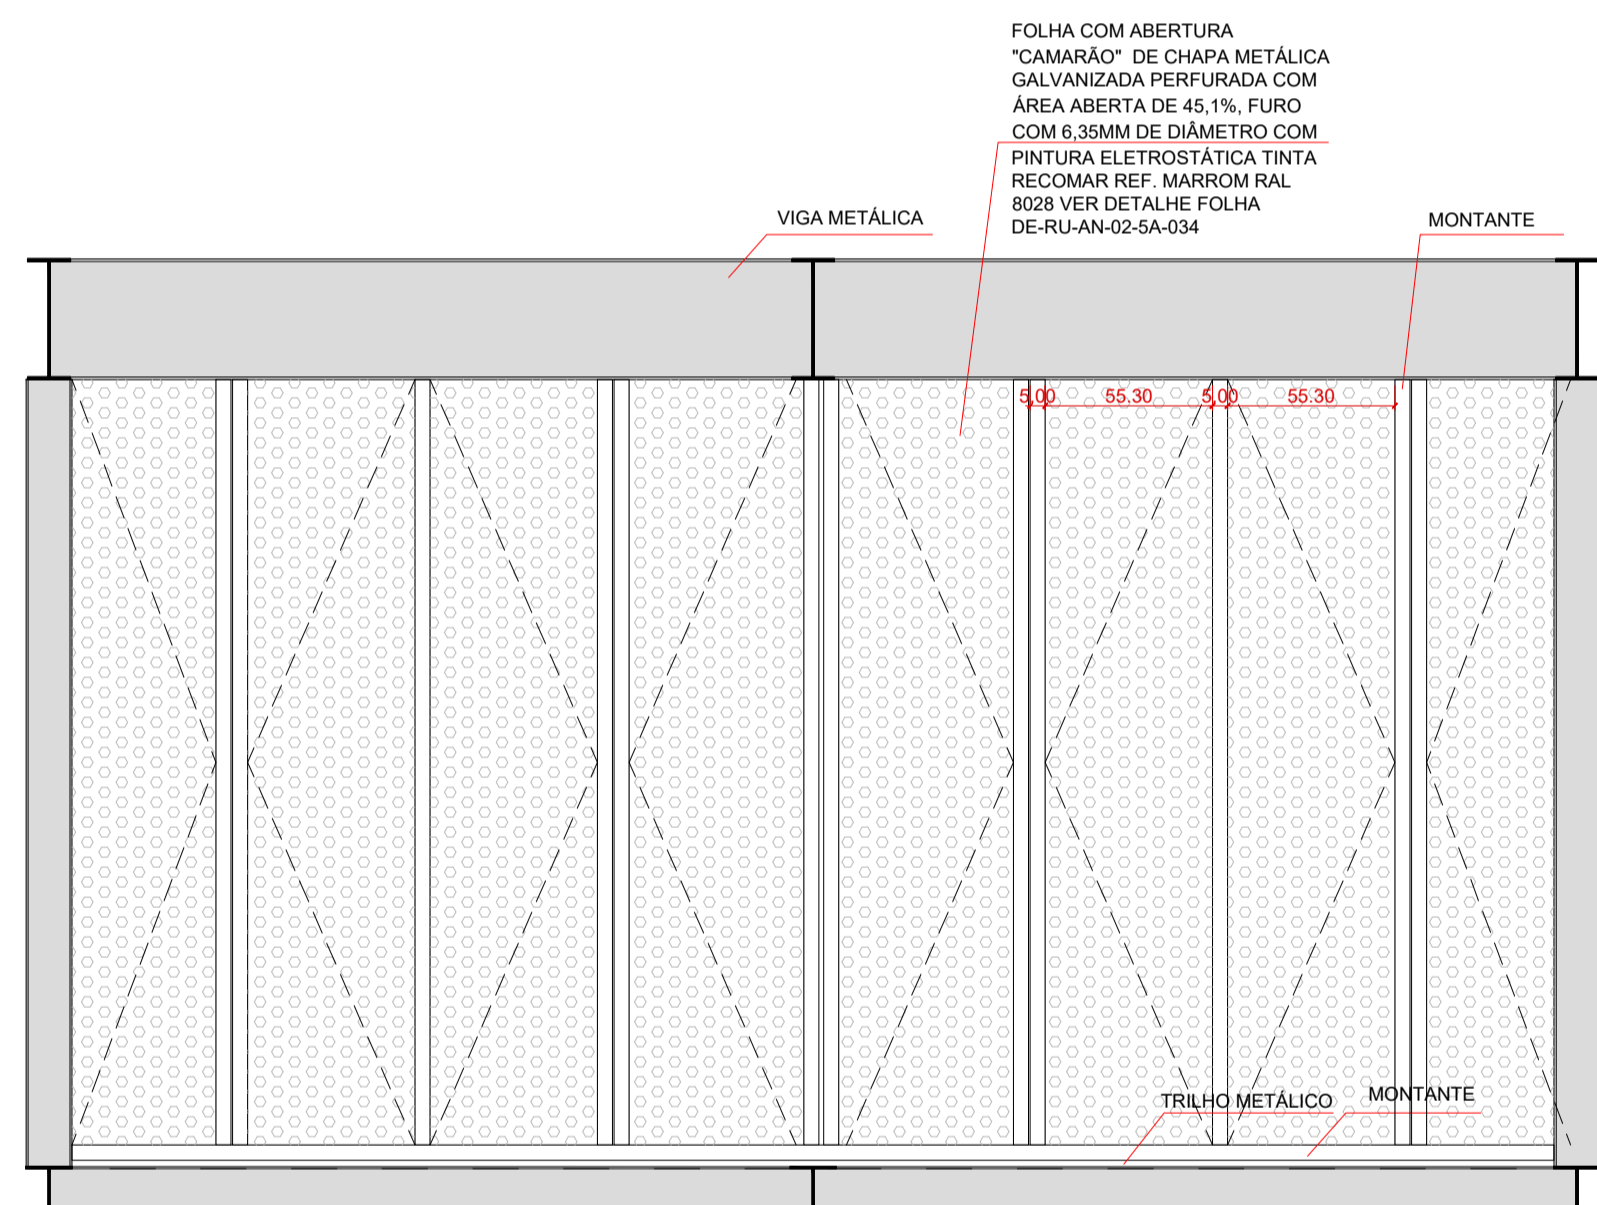 FOLHA COM ABERTURA
"CAMARÃO" DE CHAPA METÁLICA
GALVANIZADA PERFURADA COM
ÁREA ABERTA DE 45,1%, FURO
COM 6,35MM DE DIÂMETRO COM
PINTURA ELETROSTÁTICA TINTA
RECOMAR REF. MARROM RAL
8028 VER DETALHE FOLHA
DE-RU-AN-02-5A-034
VIGA METÁLICA
MONTANTE
5.00 55.30 5.00 55.30
TRILHO METÁLICO
MONTANTE